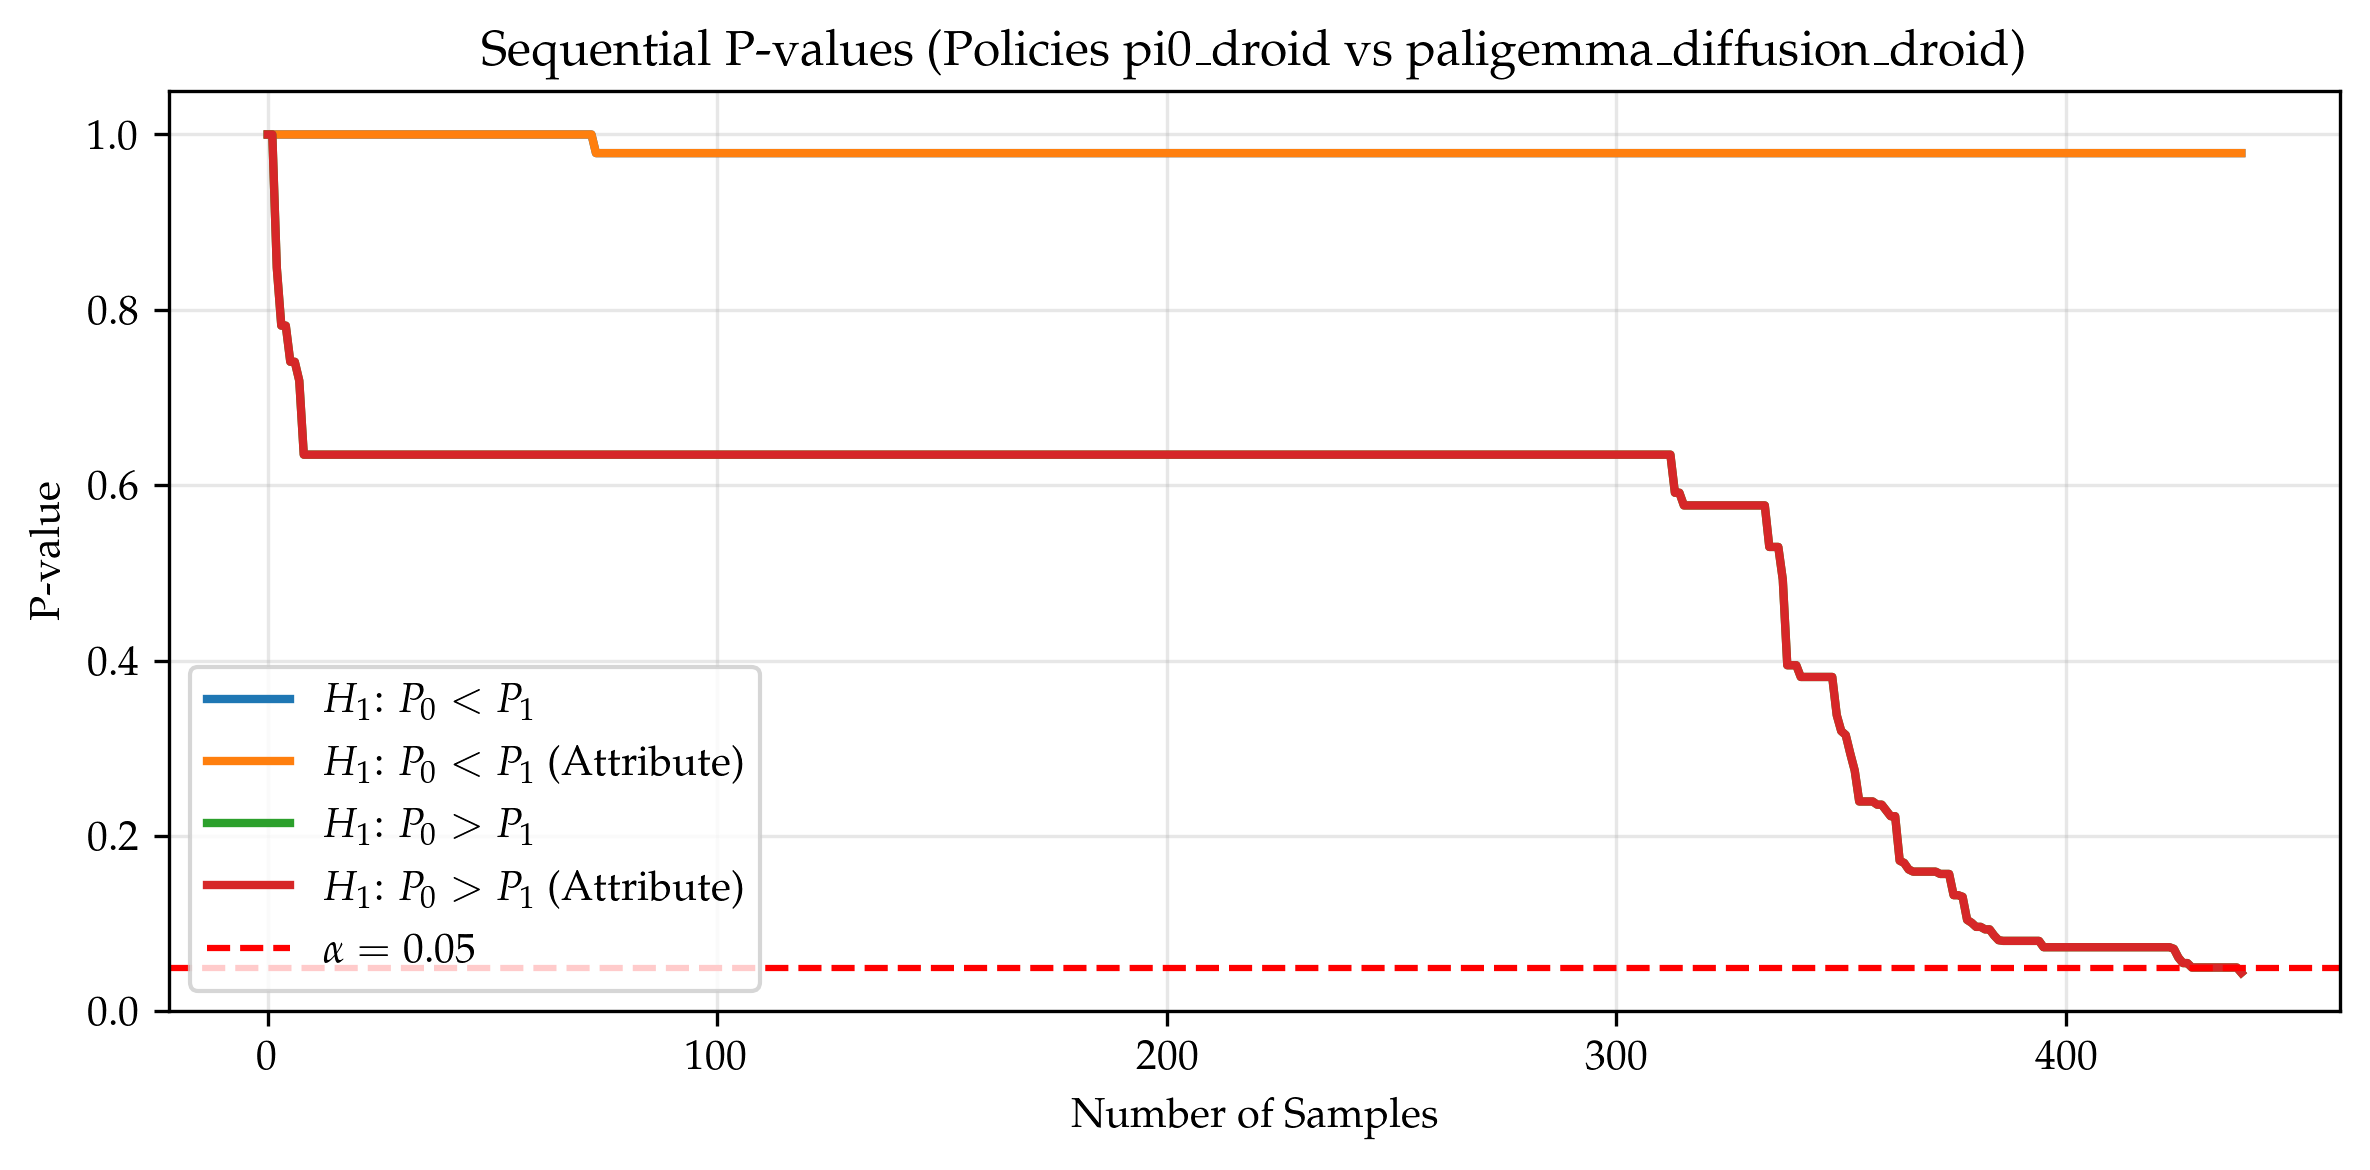 Sequential P-values (Policies pi0_droid vs paligemma_diffusion_droid)
P-value
1.0
0.8
0.6
0.4
0.2
0.0
H₁: P₀ < P₁
H₁: P₀ < P₁ (Attribute)
H₁: P₀ > P₁
H₁: P₀ > P₁ (Attribute)
α = 0.05
0 100 200 300 400
Number of Samples